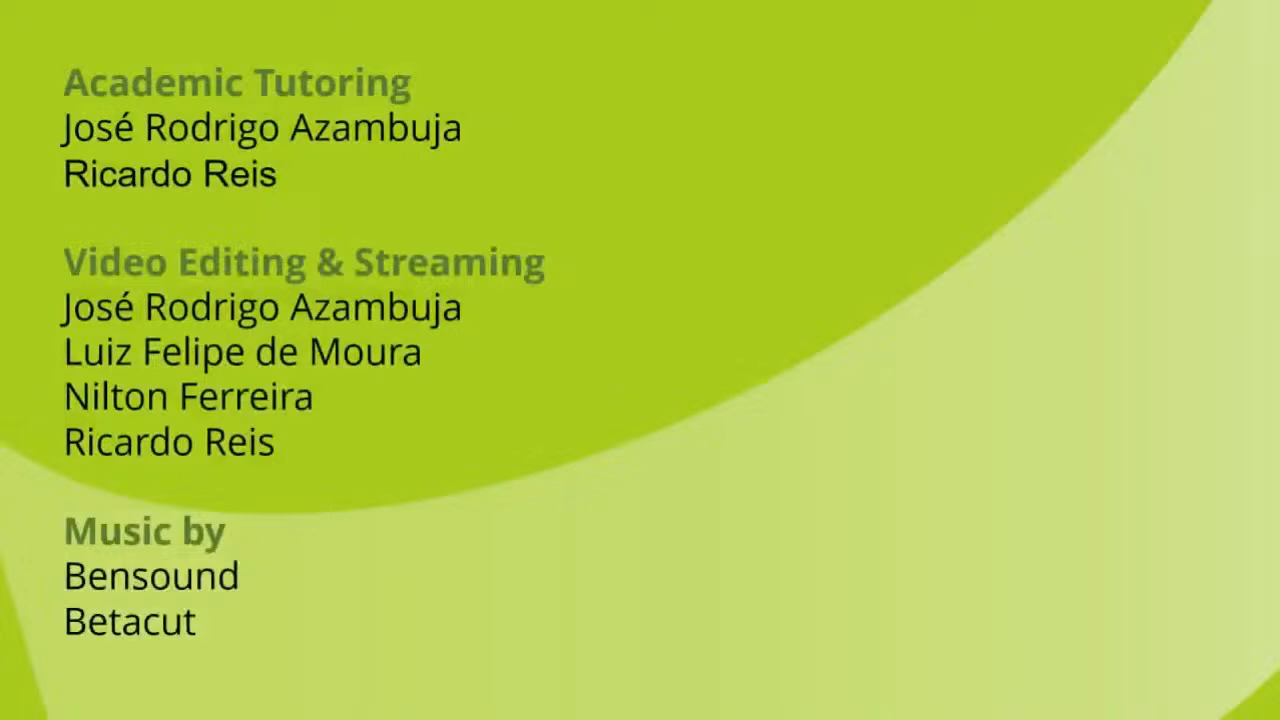 Academic Tutoring
José Rodrigo Azambuja
Ricardo Reis
Video Editing & Streaming
José Rodrigo Azambuja
Luiz Felipe de Moura
Nilton Ferreira
Ricardo Reis
Music by
Bensound
Betacut